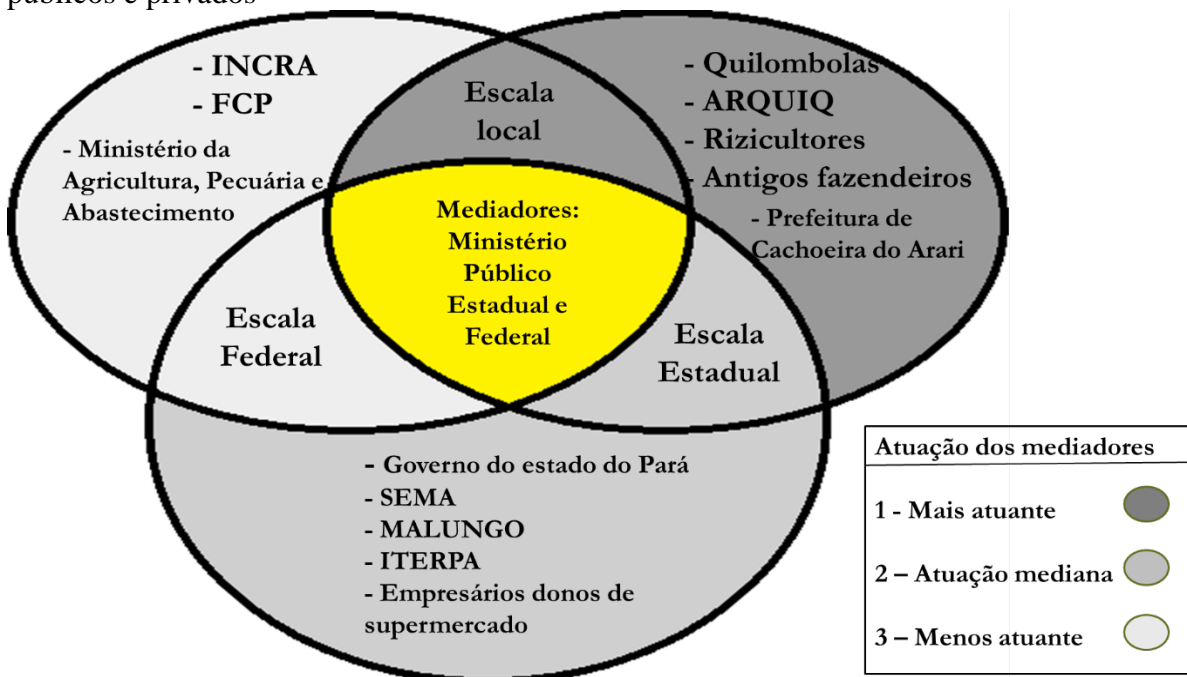 públicos e privados
- INCRA
- FCP
- Ministério da
Agricultura, Pecuária e
Abastecimento
Escala
local
- Quilombolas
- ARQUIQ
- Rizicultores
- Antigos fazendeiros
- Prefeitura de
Cachoeira do Arari
Mediadores:
Ministério
Público
Estadual e
Federal
Escala
Federal
Escala
Estadual
- Governo do estado do Pará
- SEMA
- MALUNGO
- ITERPA
- Empresários donos de
supermercado
Atuação dos mediadores
1 - Mais atuante
2 – Atuação mediana
3 – Menos atuante